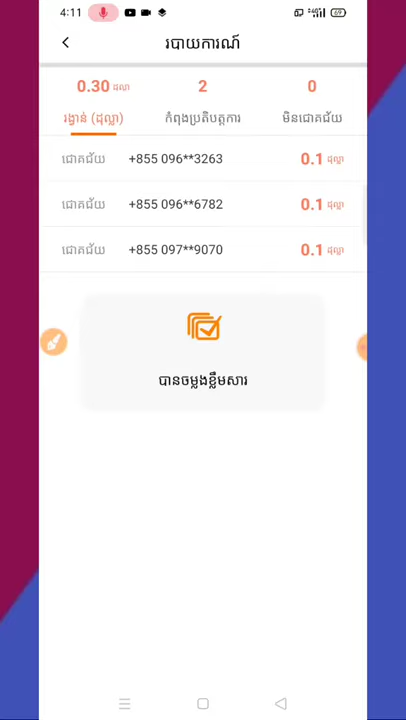 4:11
69
របាយការណ៍
0.30 ដុល្លា
2
0
រង្វាន់ (ដុល្លា)
កំពុងប្រតិបត្តការ
មិនជោគជ័យ
ជោគជ័យ +855 096**3263 0.1 ដុល្លា
ជោគជ័យ +855 096**6782 0.1 ដុល្លា
ជោគជ័យ +855 097**9070 0.1 ដុល្លា
បានចម្លងខ្លឹមសារ